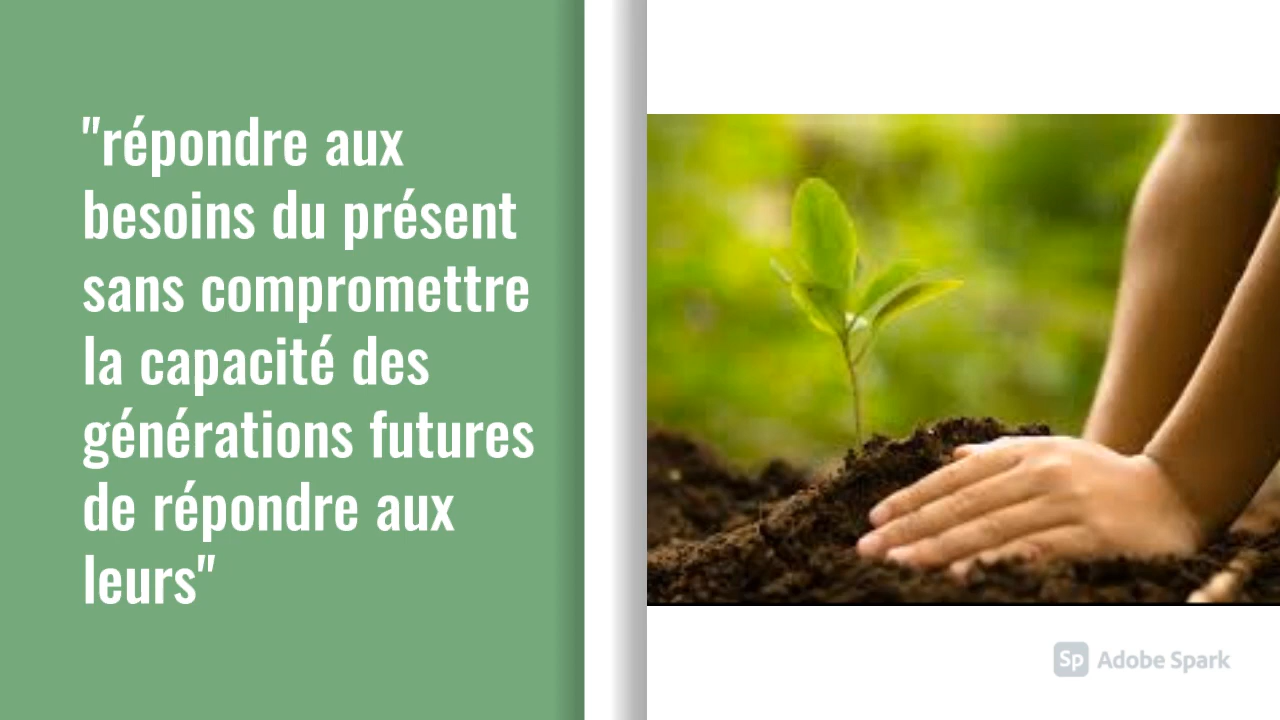 "répondre aux
besoins du présent
sans compromettre
la capacité des
générations futures
de répondre aux
leurs"
Sp Adobe Spark